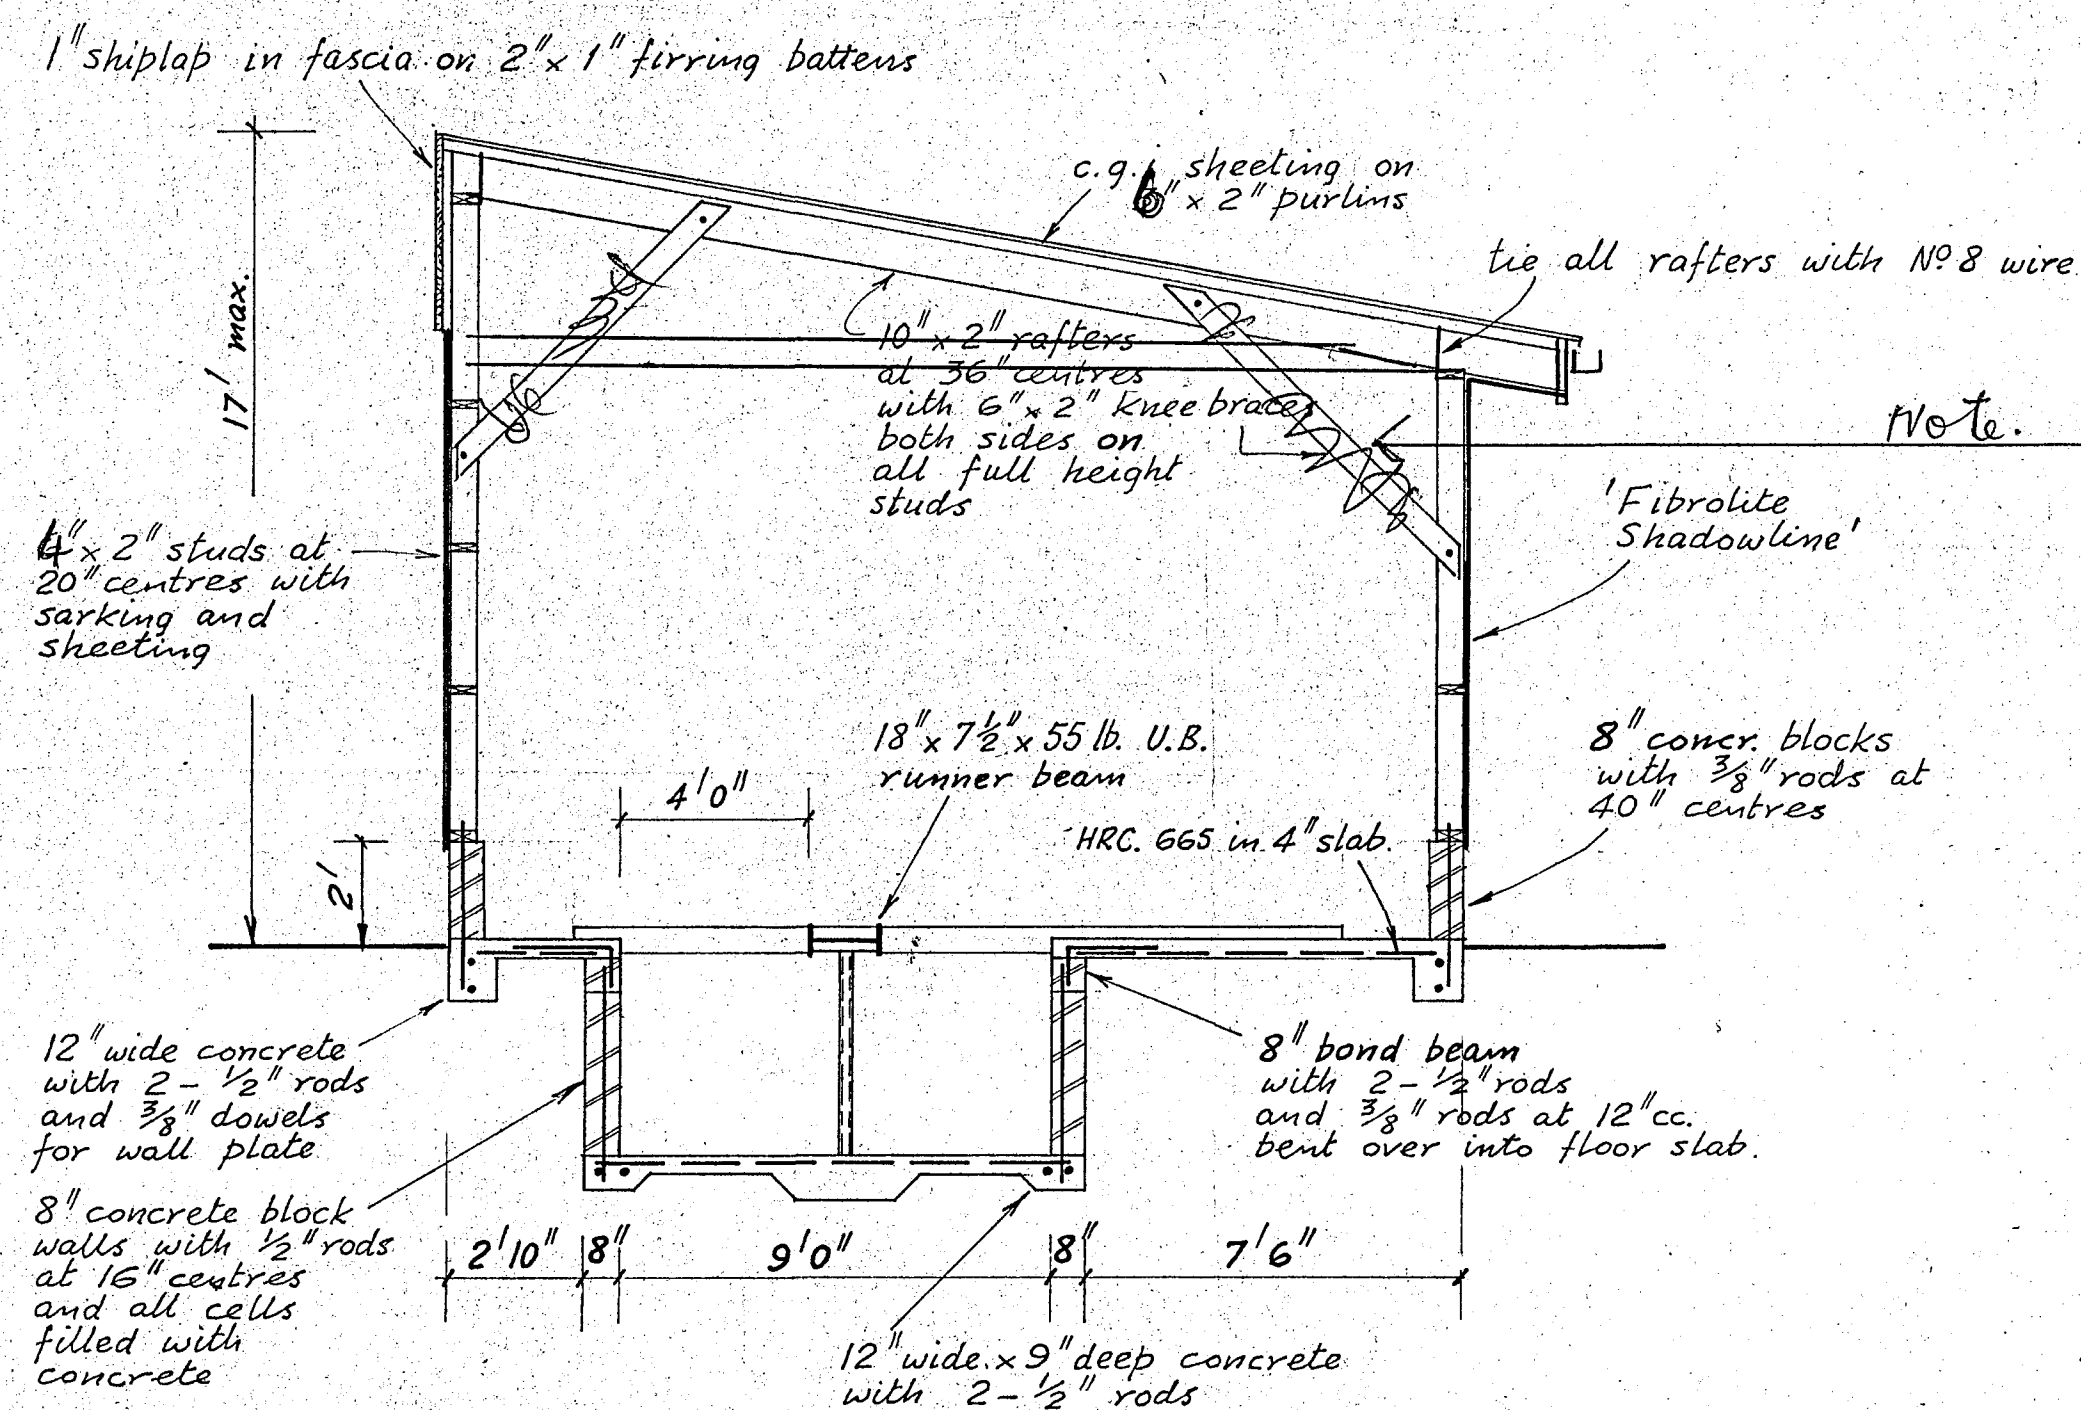 1" shiplap in fascia on 2" x 1" firring battens
c.g.i. sheeting on
6" x 2" purlins
tie all rafters with Nº 8 wire
17' max.
10" x 2" rafters
at 36" centres
with 6" x 2" knee braces
both sides on
all full height
studs
Note.
'Fibrolite
Shadowline'
4" x 2" studs at
20" centres with
sarking and
sheeting
18" x 7½" x 55 lb. U.B.
runner beam
4'0"
8" concr. blocks
with 3/8" rods at
40" centres
HRC. 665 in 4" slab.
2'
12" wide concrete
with 2 - 1/2" rods
and 3/8" dowels
for wall plate
8" bond beam
with 2 - 1/2" rods
and 3/8" rods at 12" cc.
bent over into floor slab.
8" concrete block
walls with 1/2" rods
at 16" centres
and all cells
filled with
concrete
2'10" 8" 9'0" 8" 7'6"
12" wide x 9" deep concrete
with 2 - 1/2" rods